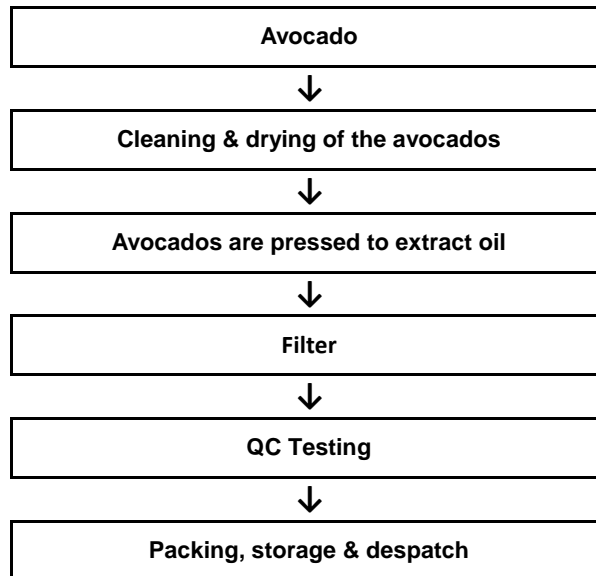 Avocado
Cleaning & drying of the avocados
Avocados are pressed to extract oil
Filter
QC Testing
Packing, storage & despatch